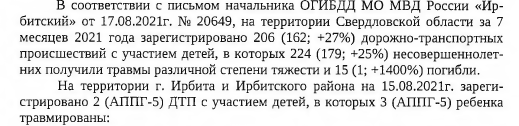 В соответствии с письмом начальника ОГИБДД МО МВД России «Ир-
битский» от 17.08.2021г. № 20649, на территории Свердловской области за 7
месяцев 2021 года зарегистрировано 206 (162; +27%) дорожно-транспортных
происшествий с участием детей, в которых 224 (179; +25%) несовершеннолет-
них получили травмы различной степени тяжести и 15 (1; +1400%) погибли.
На территории г. Ирбита и Ирбитского района на 15.08.2021г. зареги-
стрировано 2 (АППГ-5) ДТП с участием детей, в которых 3 (АППГ-5) ребенка
травмированы: